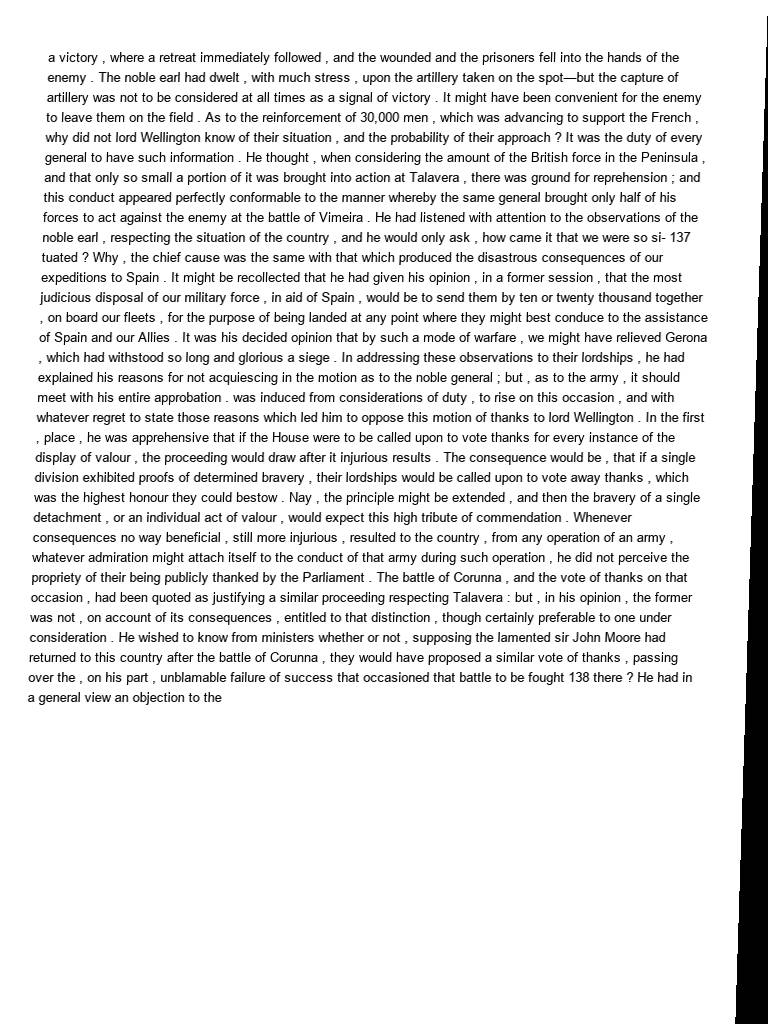 a victory , where a retreat immediately followed , and the wounded and the prisoners fell into the hands of the
enemy . The noble earl had dwelt , with much stress , upon the artillery taken on the spot—but the capture of
artillery was not to be considered at all times as a signal of victory . It might have been convenient for the enemy
to leave them on the field . As to the reinforcement of 30,000 men , which was advancing to support the French ,
why did not lord Wellington know of their situation , and the probability of their approach ? It was the duty of every
general to have such information . He thought , when considering the amount of the British force in the Peninsula ,
and that only so small a portion of it was brought into action at Talavera , there was ground for reprehension ; and
this conduct appeared perfectly conformable to the manner whereby the same general brought only half of his
forces to act against the enemy at the battle of Vimeira . He had listened with attention to the observations of the
noble earl , respecting the situation of the country , and he would only ask , how came it that we were so si- 137
tuated ? Why , the chief cause was the same with that which produced the disastrous consequences of our
expeditions to Spain . It might be recollected that he had given his opinion , in a former session , that the most
judicious disposal of our military force , in aid of Spain , would be to send them by ten or twenty thousand together
, on board our fleets , for the purpose of being landed at any point where they might best conduce to the assistance
of Spain and our Allies . It was his decided opinion that by such a mode of warfare , we might have relieved Gerona
, which had withstood so long and glorious a siege . In addressing these observations to their lordships , he had
explained his reasons for not acquiescing in the motion as to the noble general ; but , as to the army , it should
meet with his entire approbation . was induced from considerations of duty , to rise on this occasion , and with
whatever regret to state those reasons which led him to oppose this motion of thanks to lord Wellington . In the first
, place , he was apprehensive that if the House were to be called upon to vote thanks for every instance of the
display of valour , the proceeding would draw after it injurious results . The consequence would be , that if a single
division exhibited proofs of determined bravery , their lordships would be called upon to vote away thanks , which
was the highest honour they could bestow . Nay , the principle might be extended , and then the bravery of a single
detachment , or an individual act of valour , would expect this high tribute of commendation . Whenever
consequences no way beneficial , still more injurious , resulted to the country , from any operation of an army ,
whatever admiration might attach itself to the conduct of that army during such operation , he did not perceive the
propriety of their being publicly thanked by the Parliament . The battle of Corunna , and the vote of thanks on that
occasion , had been quoted as justifying a similar proceeding respecting Talavera : but , in his opinion , the former
was not , on account of its consequences , entitled to that distinction , though certainly preferable to one under
consideration . He wished to know from ministers whether or not , supposing the lamented sir John Moore had
returned to this country after the battle of Corunna , they would have proposed a similar vote of thanks , passing
over the , on his part , unblamable failure of success that occasioned that battle to be fought 138 there ? He had in
a general view an objection to the